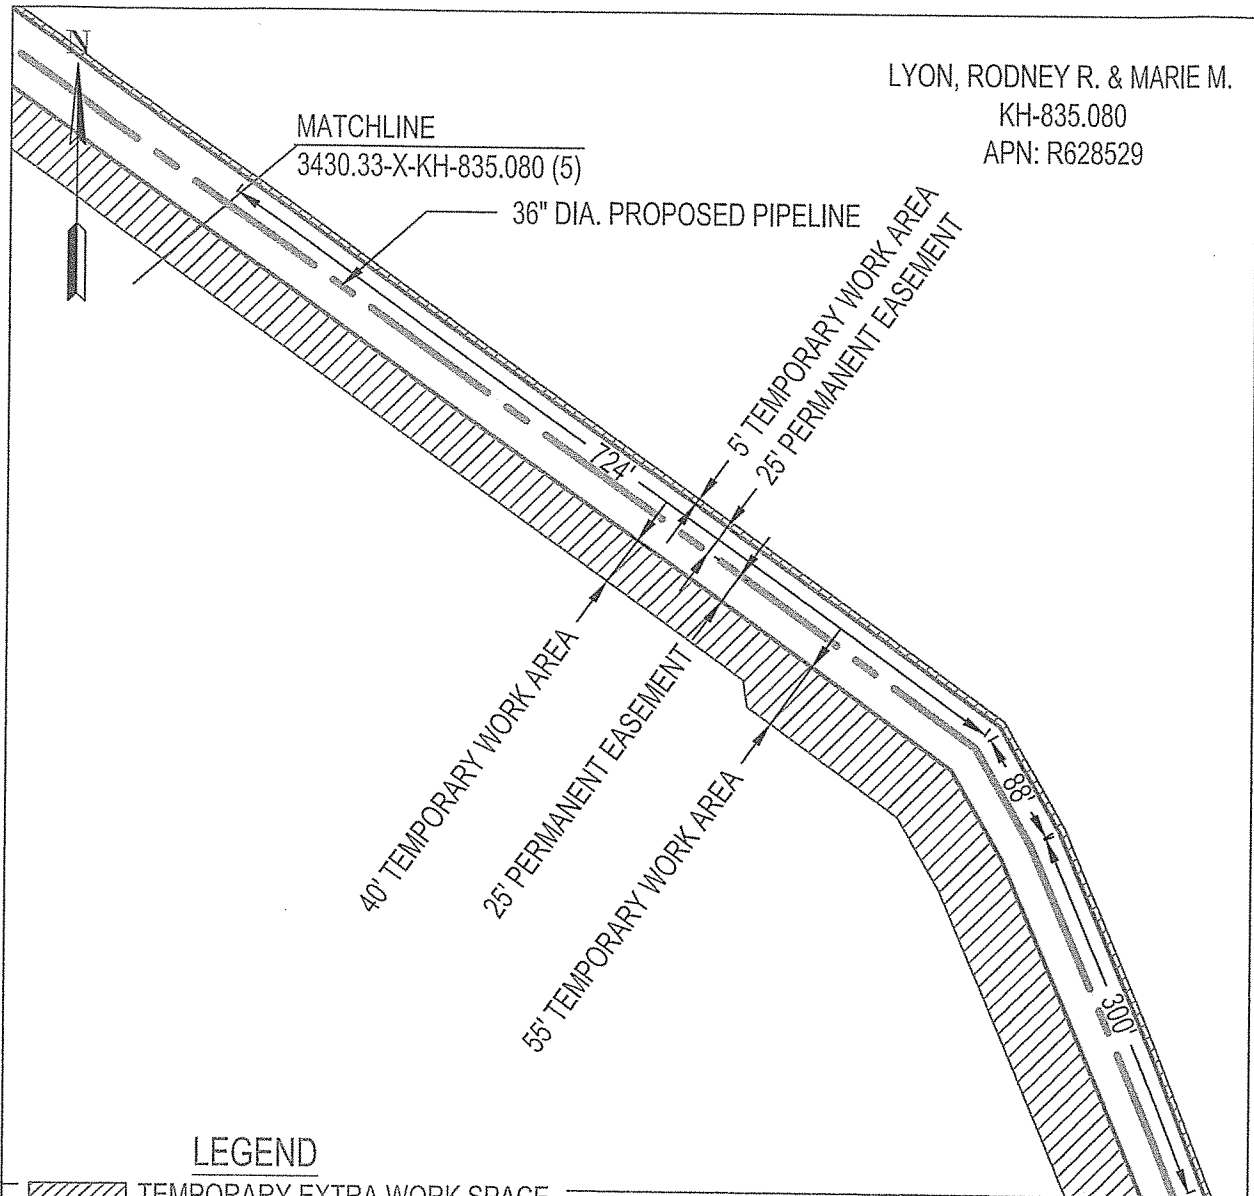 N
LYON, RODNEY R. & MARIE M.
KH-835.080
APN: R628529
MATCHLINE
3430.33-X-KH-835.080 (5)
36" DIA. PROPOSED PIPELINE
5' TEMPORARY WORK AREA
25' PERMANENT EASEMENT
724'
40' TEMPORARY WORK AREA
25' PERMANENT EASEMENT
55' TEMPORARY WORK AREA
88'
300'
LEGEND
TEMPORARY EXTRA WORK SPACE